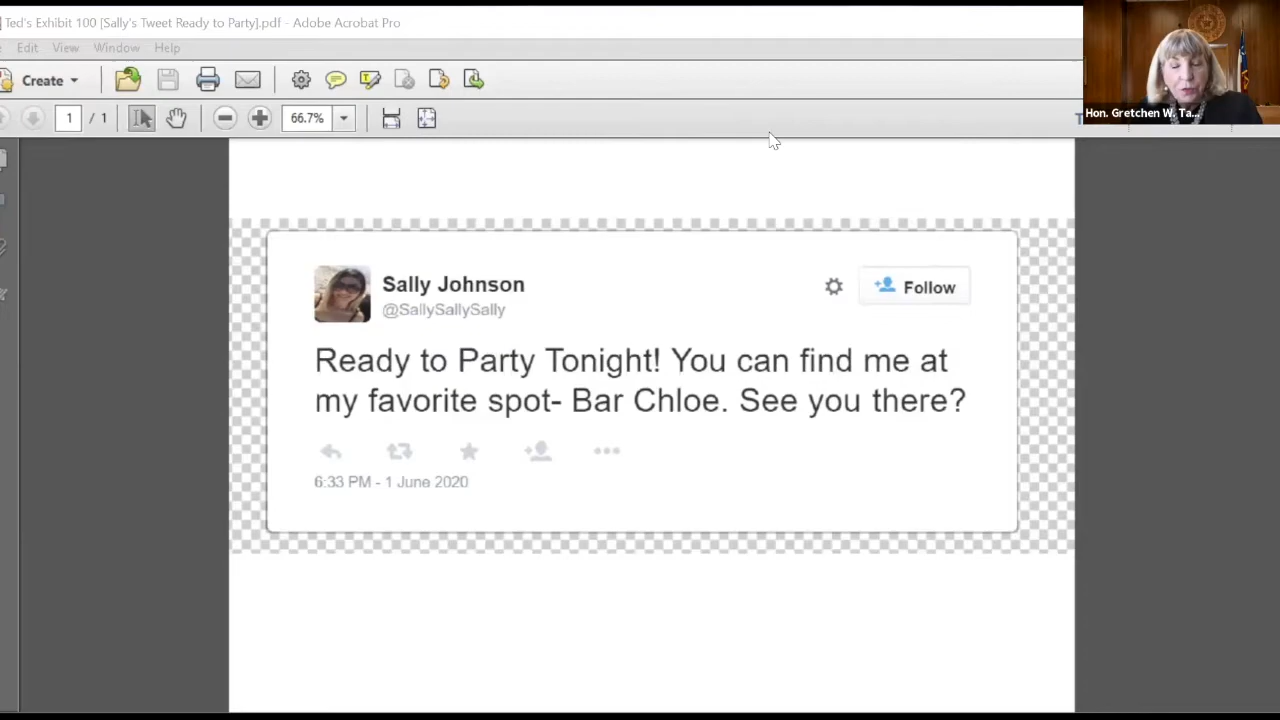 Ted's Exhibit 100 [Sally's Tweet Ready to Party].pdf - Adobe Acrobat Pro
Edit View Window Help
Create
1 / 1 66.7%
Hon. Gretchen W. Ta...
Sally Johnson
@SallySallySally
Follow
Ready to Party Tonight! You can find me at
my favorite spot- Bar Chloe. See you there?
6:33 PM - 1 June 2020